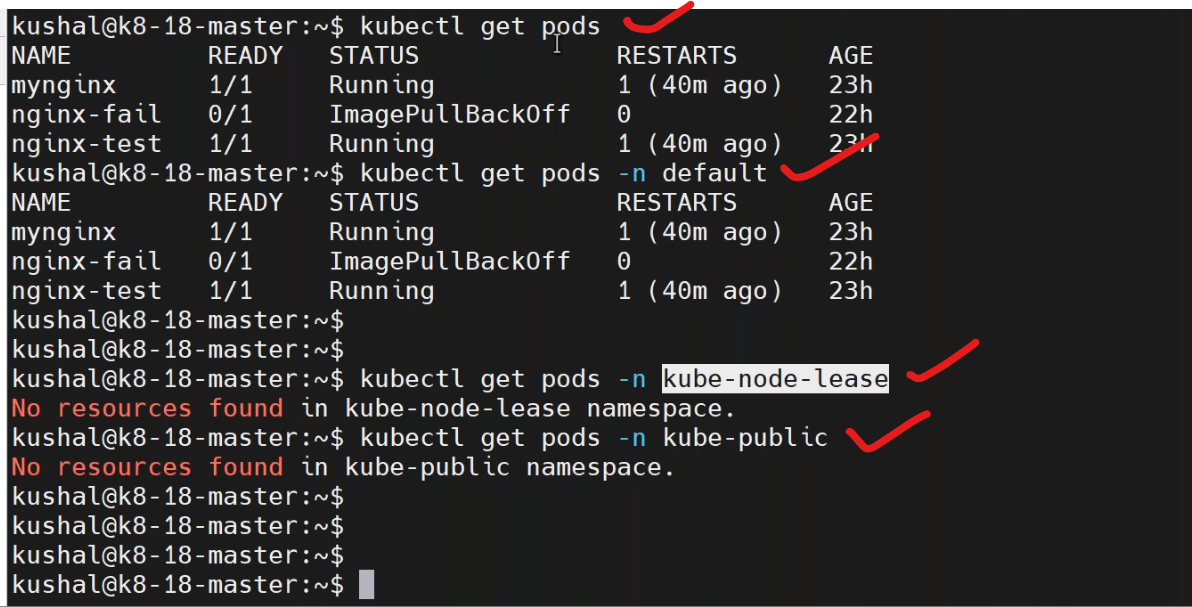 kushal@k8-18-master:~$ kubectl get pods
NAME READY STATUS RESTARTS AGE
mynginx 1/1 Running 1 (40m ago) 23h
nginx-fail 0/1 ImagePullBackOff 0 22h
nginx-test 1/1 Running 1 (40m ago) 23h
kushal@k8-18-master:~$ kubectl get pods -n default
NAME READY STATUS RESTARTS AGE
mynginx 1/1 Running 1 (40m ago) 23h
nginx-fail 0/1 ImagePullBackOff 0 22h
nginx-test 1/1 Running 1 (40m ago) 23h
kushal@k8-18-master:~$
kushal@k8-18-master:~$
kushal@k8-18-master:~$ kubectl get pods -n kube-node-lease
No resources found in kube-node-lease namespace.
kushal@k8-18-master:~$ kubectl get pods -n kube-public
No resources found in kube-public namespace.
kushal@k8-18-master:~$
kushal@k8-18-master:~$
kushal@k8-18-master:~$
kushal@k8-18-master:~$